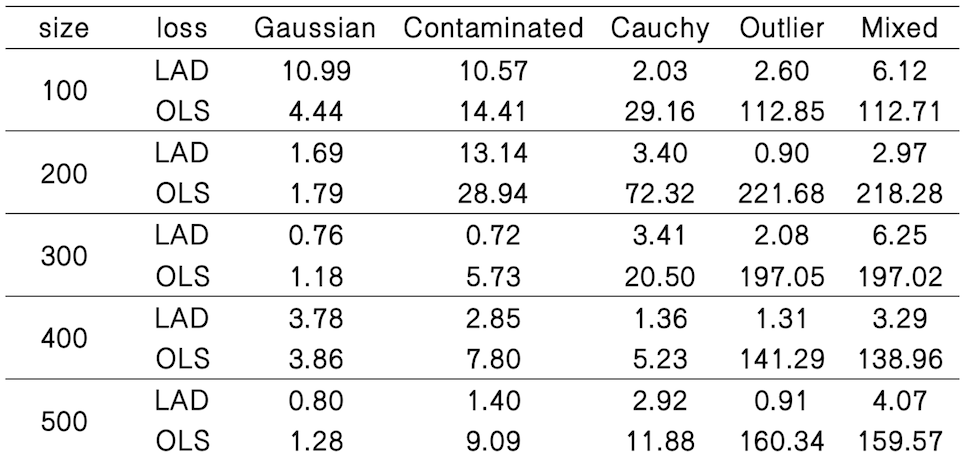 size loss Gaussian Contaminated Cauchy Outlier Mixed
100 LAD 10.99 10.57 2.03 2.60 6.12
OLS 4.44 14.41 29.16 112.85 112.71
200 LAD 1.69 13.14 3.40 0.90 2.97
OLS 1.79 28.94 72.32 221.68 218.28
300 LAD 0.76 0.72 3.41 2.08 6.25
OLS 1.18 5.73 20.50 197.05 197.02
400 LAD 3.78 2.85 1.36 1.31 3.29
OLS 3.86 7.80 5.23 141.29 138.96
500 LAD 0.80 1.40 2.92 0.91 4.07
OLS 1.28 9.09 11.88 160.34 159.57